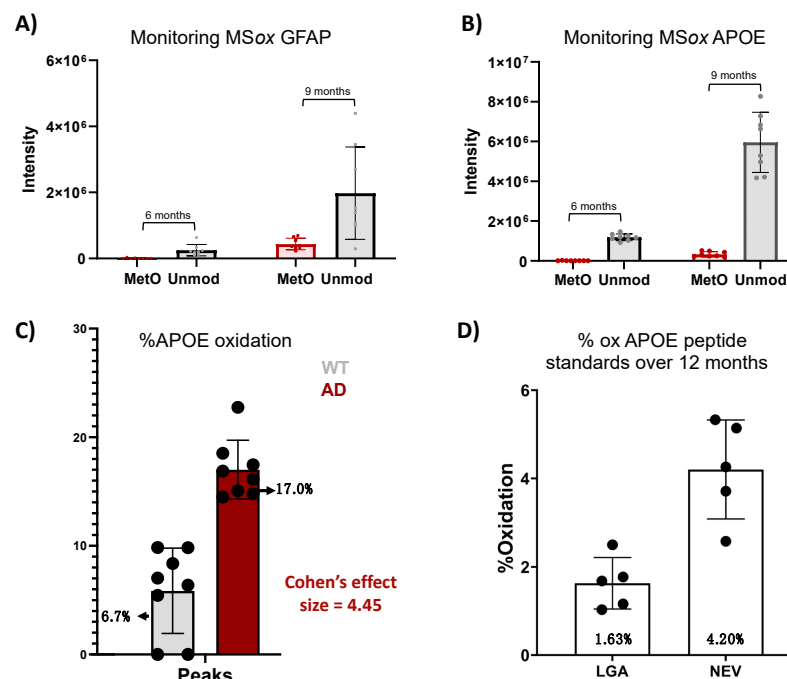 A)
Monitoring MSox GFAP
6×10⁶
4×10⁶
2×10⁶
0
Intensity
6 months
9 months
MetO Unmod
MetO Unmod
B)
Monitoring MSox APOE
1×10⁷
8×10⁶
6×10⁶
4×10⁶
2×10⁶
0
Intensity
6 months
9 months
MetO Unmod
MetO Unmod
C)
%APOE oxidation
30
20
10
0
WT
AD
17.0%
6.7%
Cohen's effect
size = 4.45
Peaks
D)
% ox APOE peptide
standards over 12 months
6
4
2
0
%Oxidation
1.63%
4.20%
LGA
NEV